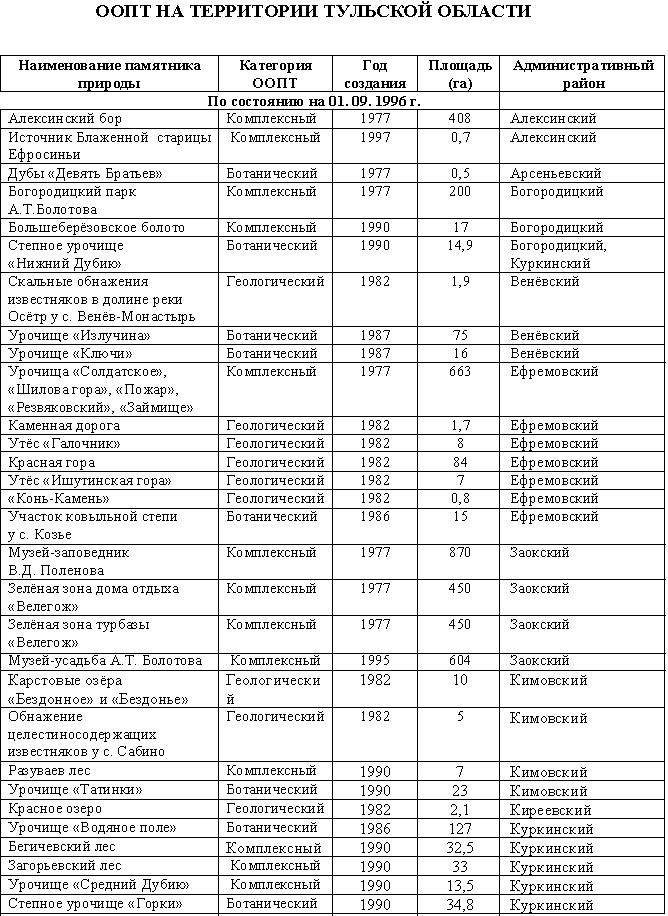 ООПТ НА ТЕРРИТОРИИ ТУЛЬСКОЙ ОБЛАСТИ
Наименование памятника природы Категория ООПТ Год создания Площадь (га) Административный район
По состоянию на 01. 09. 1996 г.
Алексинский бор Комплексный 1977 408 Алексинский
Источник Блаженной старицы Комплексный 1997 0,7 Алексинский
Ефросиньи
Дубы «Девять Братьев» Ботанический 1977 0,5 Арсеньевский
Богородицкий парк Комплексный 1977 200 Богородицкий
А.Т.Болотова
Большеберёзовское болото Комплексный 1990 17 Богородицкий
Степное урочище Ботанический 1990 14,9 Богородицкий,
«Нижний Дубик» Куркинский
Скальные обнажения Геологический 1982 1,9 Венёвский
известняков в долине реки
Осётр у с. Венёв-Монастырь
Урочище «Излучина» Ботанический 1987 75 Венёвский
Урочище «Ключи» Ботанический 1987 16 Венёвский
Урочища «Солдатское», Комплексный 1977 663 Ефремовский
«Шилова гора», «Пожар»,
«Резвяковский», «Займище»
Каменная дорога Геологический 1982 1,7 Ефремовский
Утёс «Галочник» Геологический 1982 8 Ефремовский
Красная гора Геологический 1982 84 Ефремовский
Утёс «Ишутинская гора» Геологический 1982 7 Ефремовский
«Конь-Камень» Геологический 1982 0,8 Ефремовский
Участок ковыльной степи Ботанический 1986 15 Ефремовский
у с. Козье
Музей-заповедник Комплексный 1977 870 Заокский
В.Д. Поленова
Зелёная зона дома отдыха Комплексный 1977 450 Заокский
«Велегож»
Зелёная зона турбазы Комплексный 1977 450 Заокский
«Велегож»
Музей-усадьба А.Т. Болотова Комплексный 1995 604 Заокский
Карстовые озёра Геологически 1982 10 Кимовский
«Бездонное» и «Бездонье» й
Обнажение Геологический 1982 5 Кимовский
целестиносодержащих
известняков у с. Сабино
Разуваев лес Комплексный 1990 7 Кимовский
Урочище «Татинки» Ботанический 1990 23 Кимовский
Красное озеро Геологический 1982 2,1 Киреевский
Урочище «Водяное поле» Ботанический 1986 127 Куркинский
Бегичевский лес Комплексный 1990 32,5 Куркинский
Загорьевский лес Комплексный 1990 33 Куркинский
Урочище «Средний Дубик» Комплексный 1990 13,5 Куркинский
Степное урочище «Горки» Ботанический 1990 34,8 Куркинский